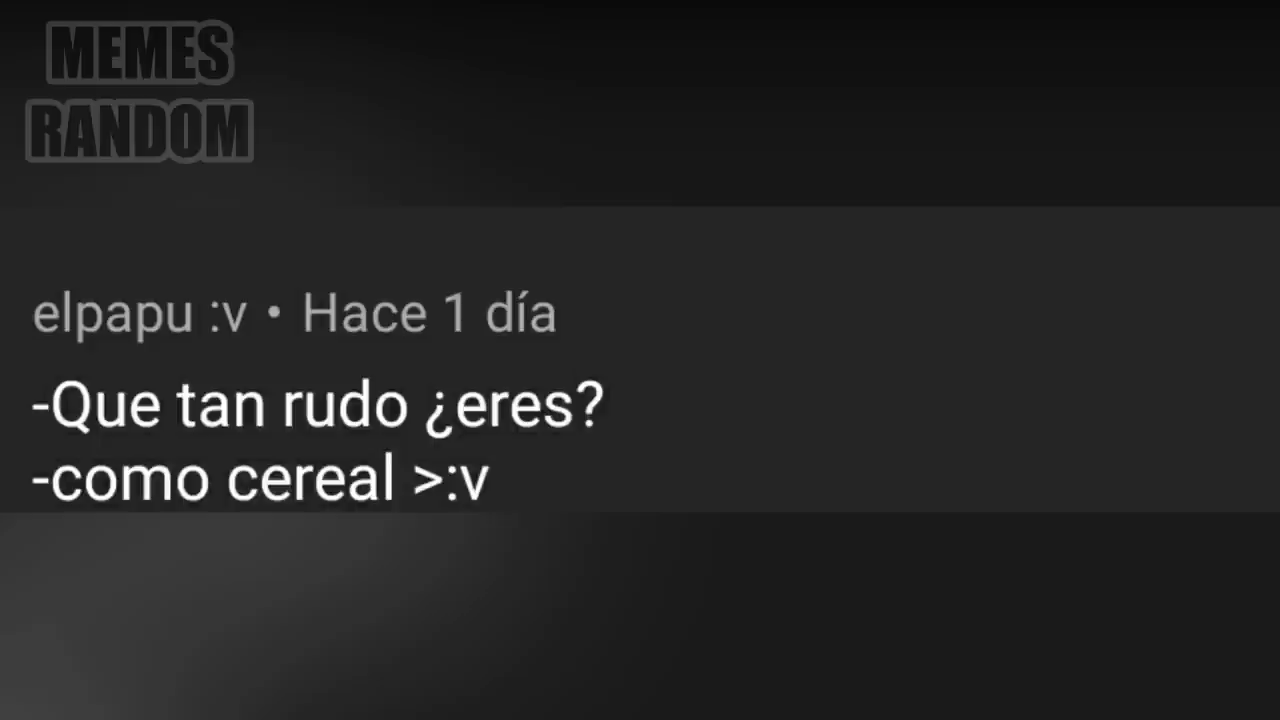 MEMES
RANDOM
elpapu :v • Hace 1 día
-Que tan rudo ¿eres?
-como cereal >:v